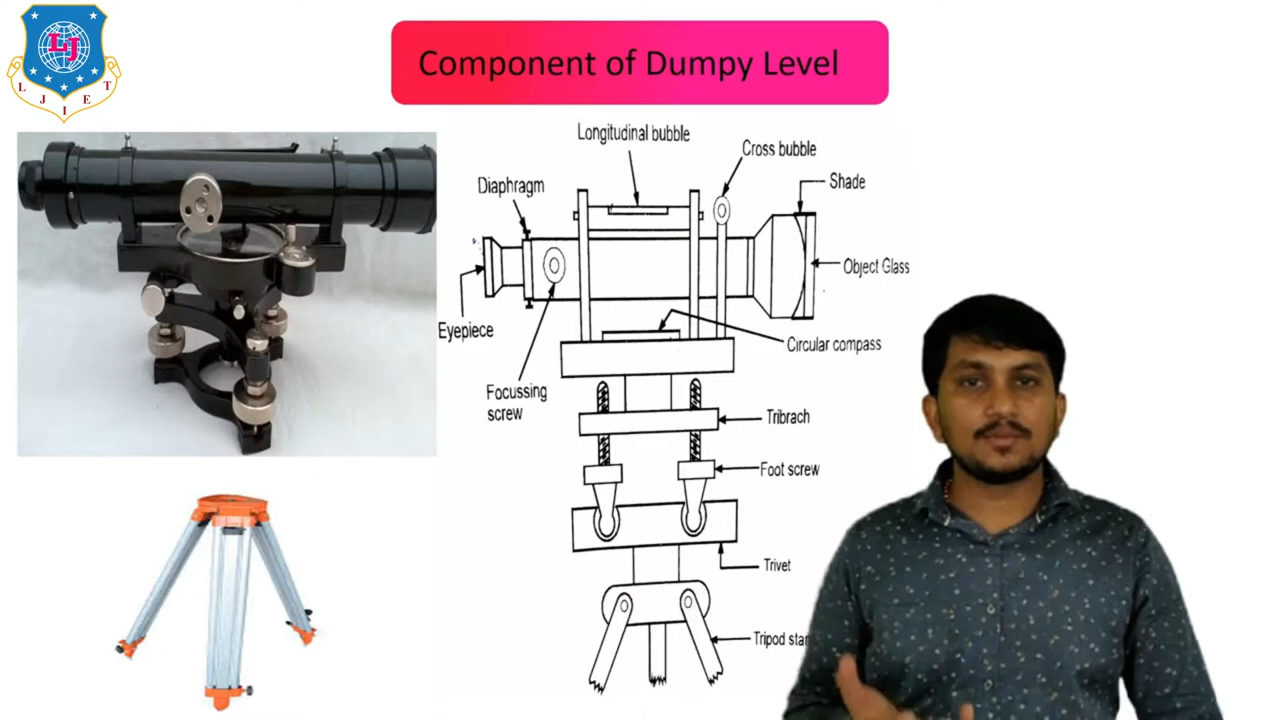 LJ
L J I E T
Component of Dumpy Level
Longitudinal bubble
Cross bubble
Diaphragm
Shade
Object Glass
Eyepiece
Circular compass
Focussing
screw
Tribrach
Foot screw
Trivet
Tripod